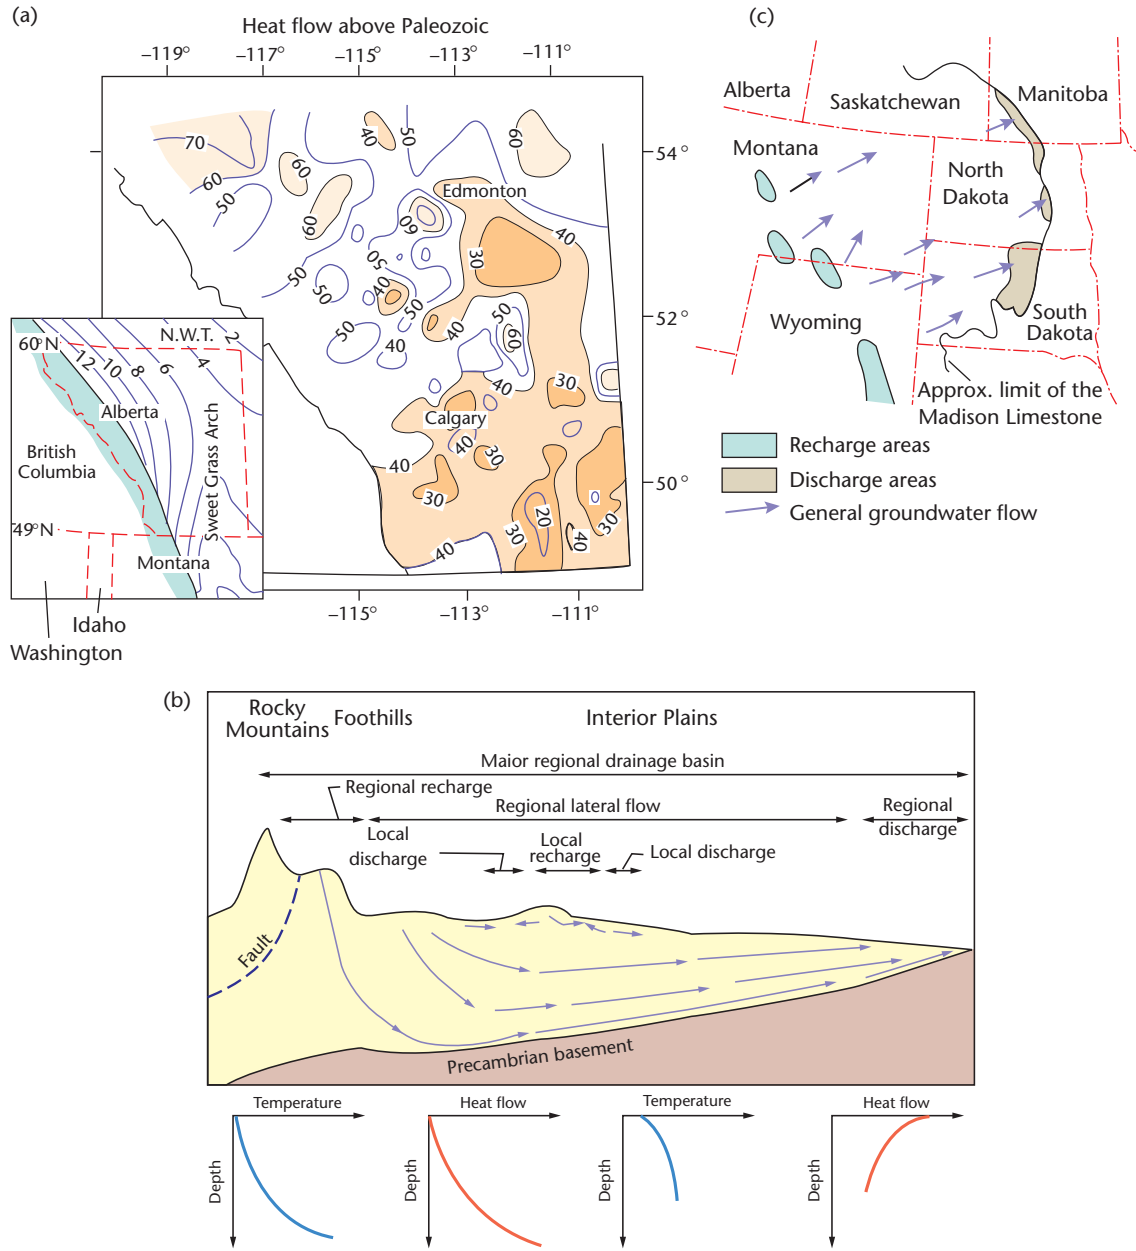 (a)
Heat flow above Paleozoic
–119° –117° –115° –113° –111°
54°
52°
50°
–115° –113° –111°
70
60
50
60
60
40
50
60
Edmonton
60
40
30
50
50
50
40
50
50
40
40
50
60
40
30
Calgary
40
40
30
30
40
20
30
40
30
60°N
N.W.T.
2
12
10
8
6
4
Alberta
British
Columbia
Sweet Grass Arch
49°N
Montana
Idaho
Washington
(c)
Alberta
Saskatchewan
Manitoba
Montana
North
Dakota
Wyoming
South
Dakota
Approx. limit of the
Madison Limestone
Recharge areas
Discharge areas
General groundwater flow
(b)
Rocky
Mountains
Foothills
Interior Plains
Major regional drainage basin
Regional recharge
Regional lateral flow
Regional
discharge
Local
discharge
Local
recharge
Local discharge
Fault
Precambrian basement
Temperature
Depth
Heat flow
Depth
Temperature
Depth
Heat flow
Depth